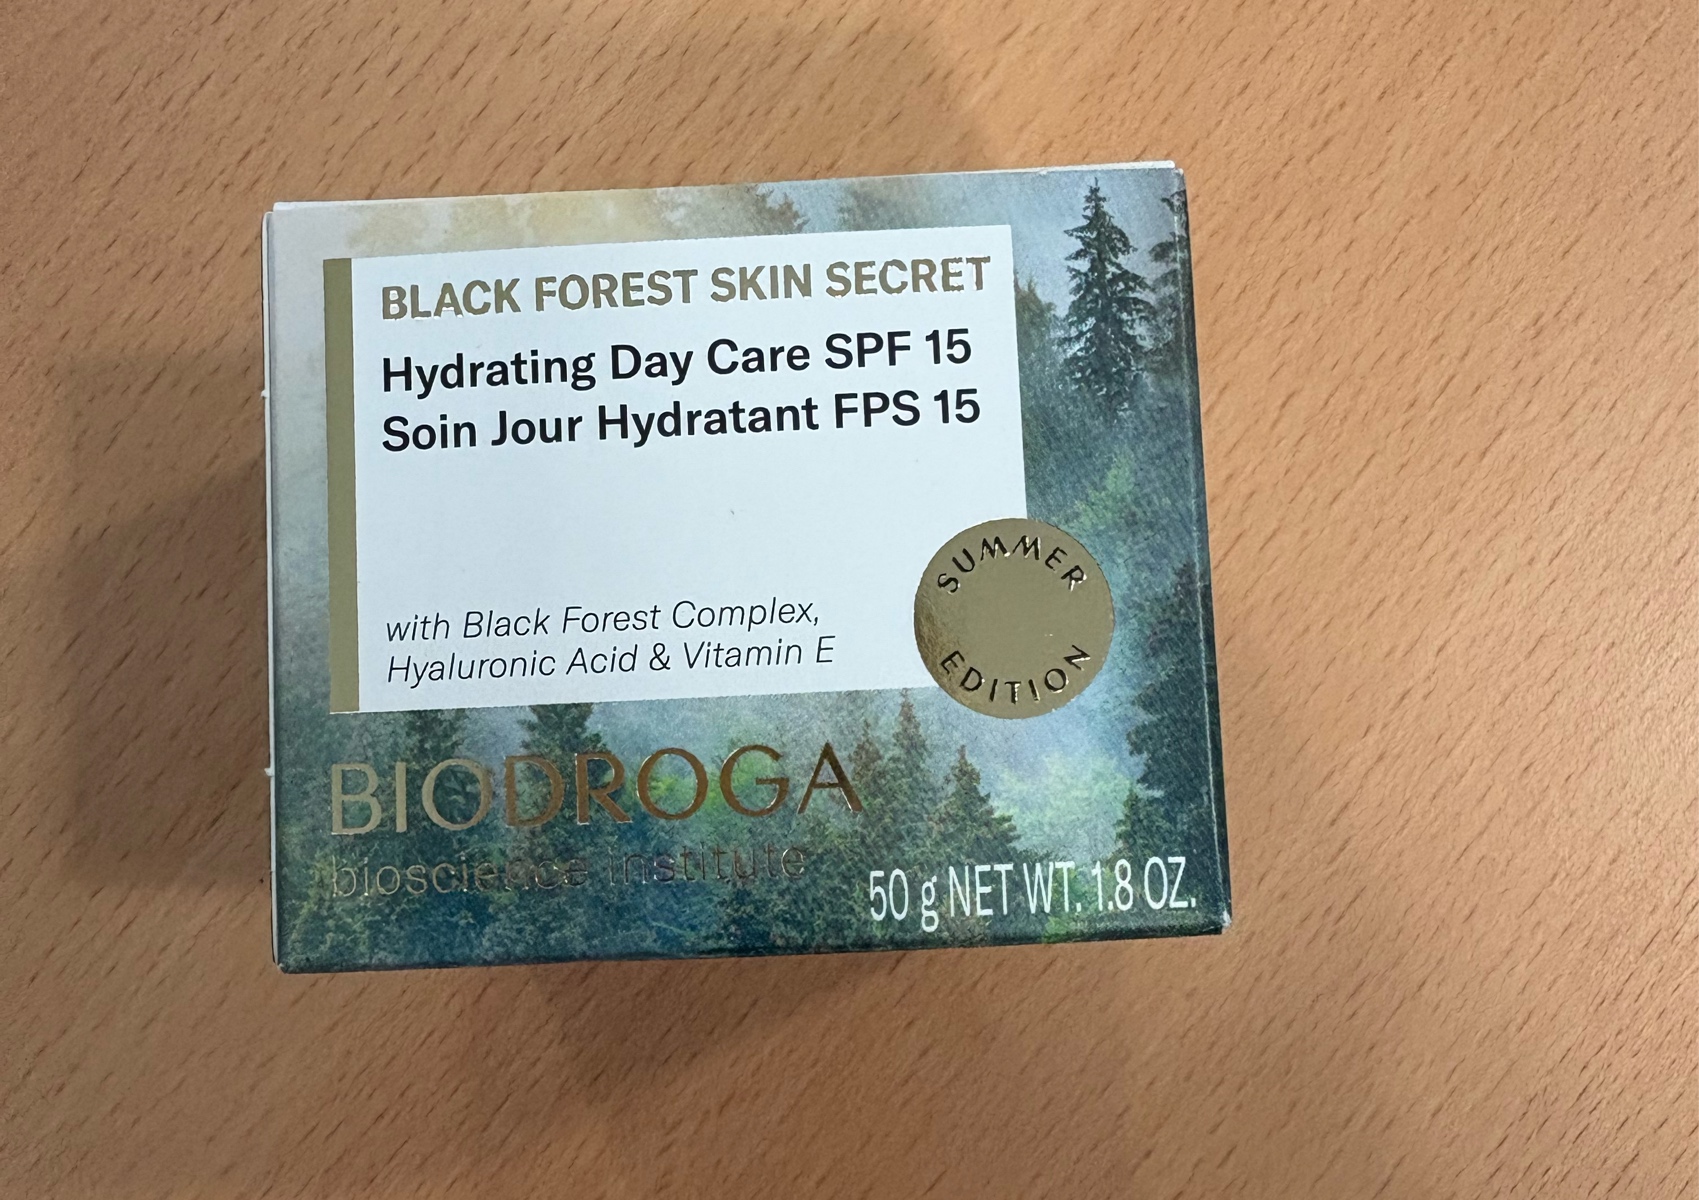 BLACK FOREST SKIN SECRET
Hydrating Day Care SPF 15
Soin Jour Hydratant FPS 15
with Black Forest Complex,
Hyaluronic Acid & Vitamin E
SUMMER
EDITION
BIODROGA
bioscience institute
50 g NET WT. 1.8 OZ.